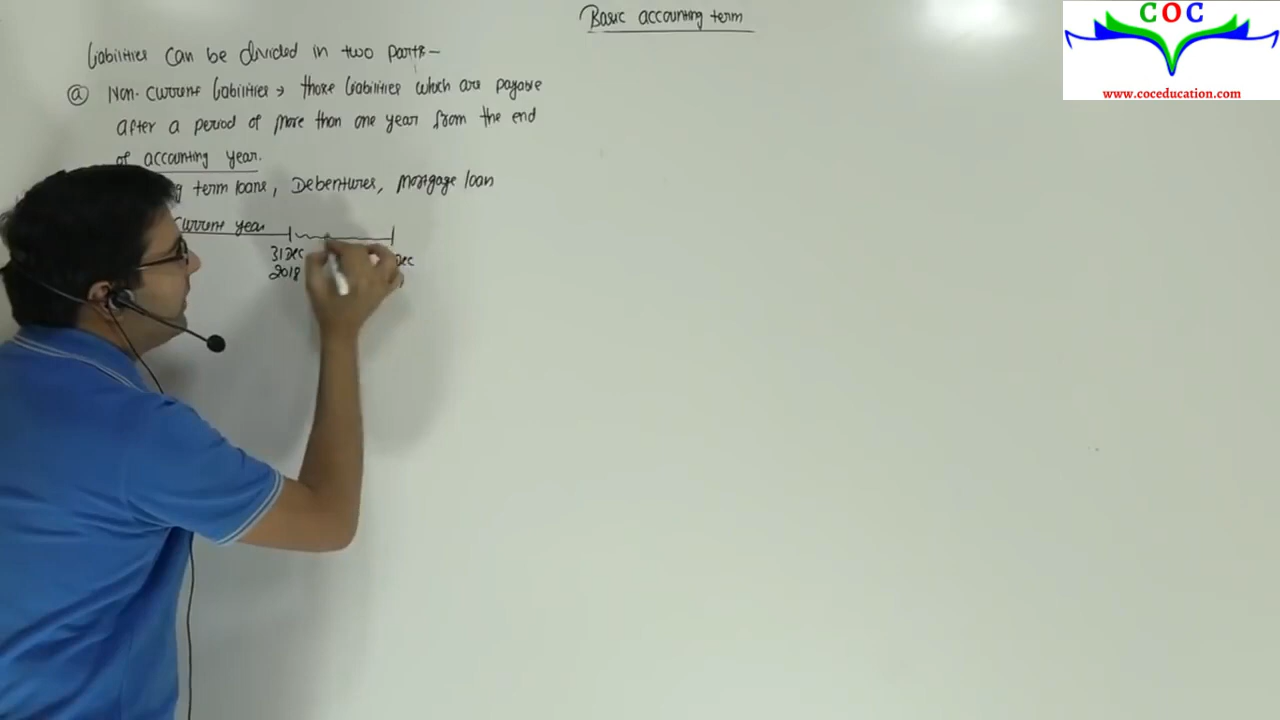 Basic accounting term
COC
www.coceducation.com
Liabilities can be divided in two parts-
(a) Non-Current liabilities → those liabilities which are payable
after a period of more than one year from the end
of accounting year.
term loans, Debentures, Mortgage loan
Current year
31 Dec
2018